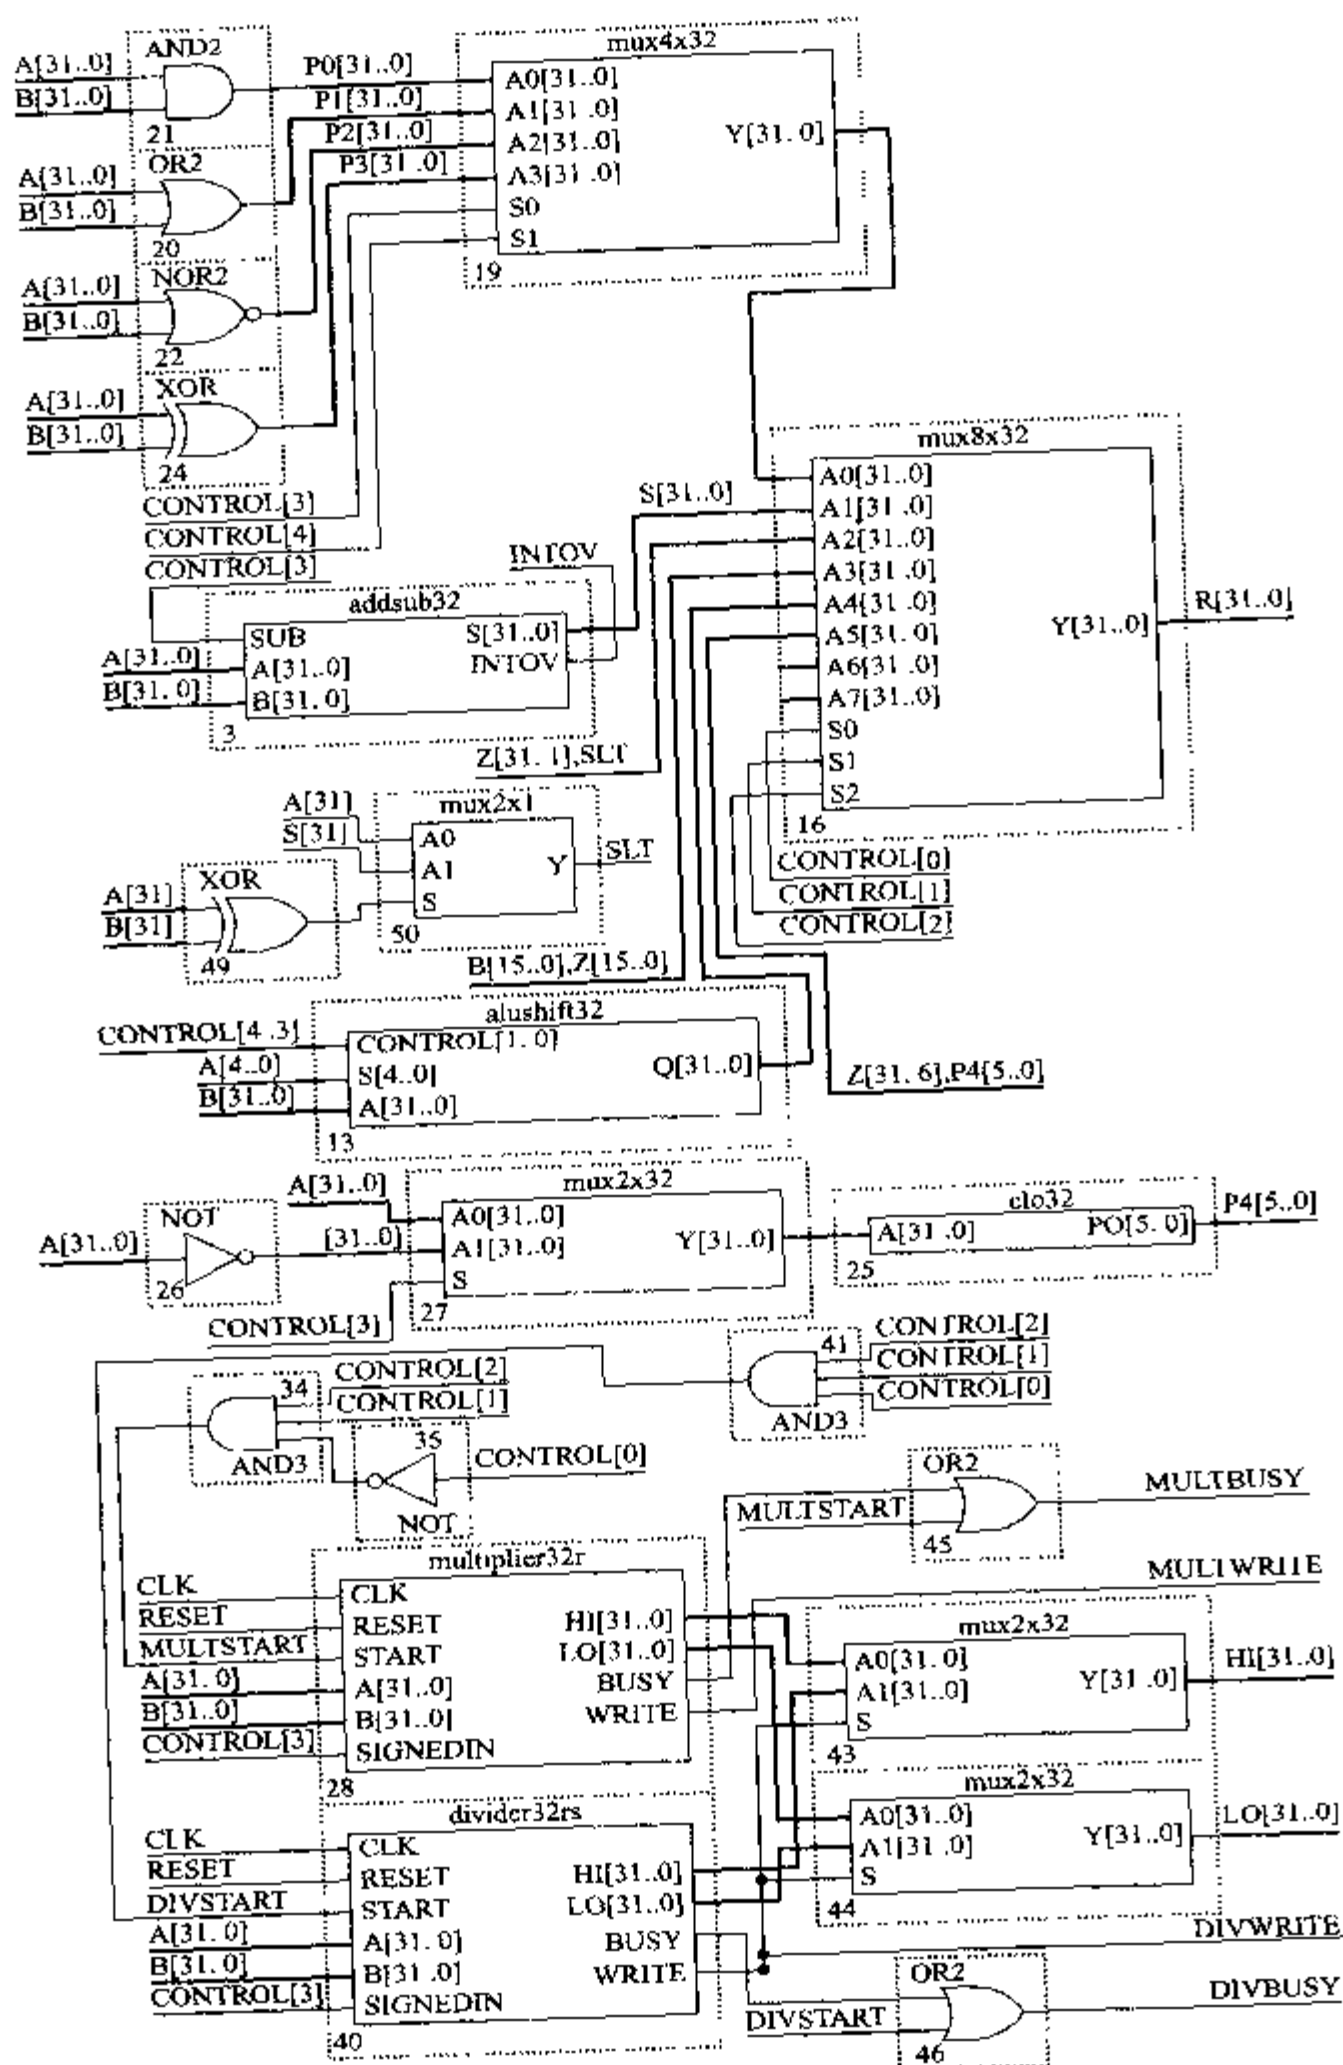 AND2
A[31..0]
B[31..0]
21
P0[31..0]
P1[31..0]
P2[31..0]
P3[31..0]
mux4x32
A0[31..0]
A1[31..0]
A2[31..0]
A3[31..0]
S0
S1
Y[31..0]
19
OR2
A[31..0]
B[31..0]
20
NOR2
A[31..0]
B[31..0]
22
XOR
A[31..0]
B[31..0]
24
CONTROL[3]
CONTROL[4]
CONTROL[3]
INTOV
addsub32
SUB
A[31..0]
B[31..0]
A[31..0]
B[31..0]
S[31..0]
INTOV
3
S[31..0]
mux8x32
A0[31..0]
A1[31..0]
A2[31..0]
A3[31..0]
A4[31..0]
A5[31..0]
A6[31..0]
A7[31..0]
S0
S1
S2
Y[31..0]
R[31..0]
16
CONTROL[0]
CONTROL[1]
CONTROL[2]
Z[31..1],SLT
A[31]
S[31]
mux2x1
A0
A1
S
Y
SLT
50
XOR
A[31]
B[31]
49
B[15..0],Z[15..0]
alushift32
CONTROL[4..3]
A[4..0]
B[31..0]
CONTROL[1..0]
S[4..0]
A[31..0]
Q[31..0]
13
Z[31..6],P4[5..0]
A[31..0]
NOT
A[31..0]
26
[31..0]
mux2x32
A0[31..0]
A1[31..0]
S
Y[31..0]
27
CONTROL[3]
clo32
A[31..0]
PO[5..0]
25
P4[5..0]
41
CONTROL[2]
CONTROL[1]
CONTROL[0]
AND3
34
CONTROL[2]
CONTROL[1]
AND3
35
CONTROL[0]
NOT
OR2
MULTSTART
45
MULTBUSY
MULTWRITE
multiplier32r
CLK
RESET
MULTSTART
A[31..0]
B[31..0]
CONTROL[3]
CLK
RESET
START
A[31..0]
B[31..0]
SIGNEDIN
HI[31..0]
LO[31..0]
BUSY
WRITE
28
mux2x32
A0[31..0]
A1[31..0]
S
Y[31..0]
HI[31..0]
43
mux2x32
A0[31..0]
A1[31..0]
S
Y[31..0]
LO[31..0]
44
divider32rs
CLK
RESET
DIVSTART
A[31..0]
B[31..0]
CONTROL[3]
CLK
RESET
START
A[31..0]
B[31..0]
SIGNEDIN
HI[31..0]
LO[31..0]
BUSY
WRITE
40
DIVWRITE
OR2
DIVSTART
46
DIVBUSY